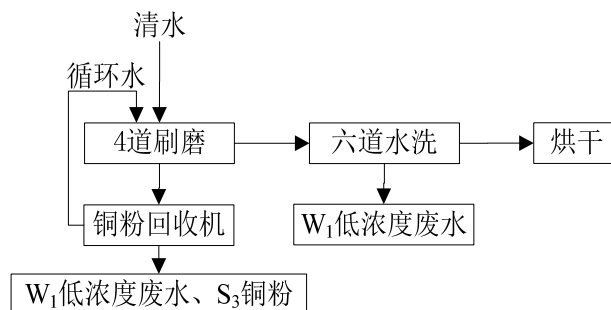 清水
循环水
4道刷磨
六道水洗
烘干
铜粉回收机
W₁低浓度废水
W₁低浓度废水、S₃铜粉